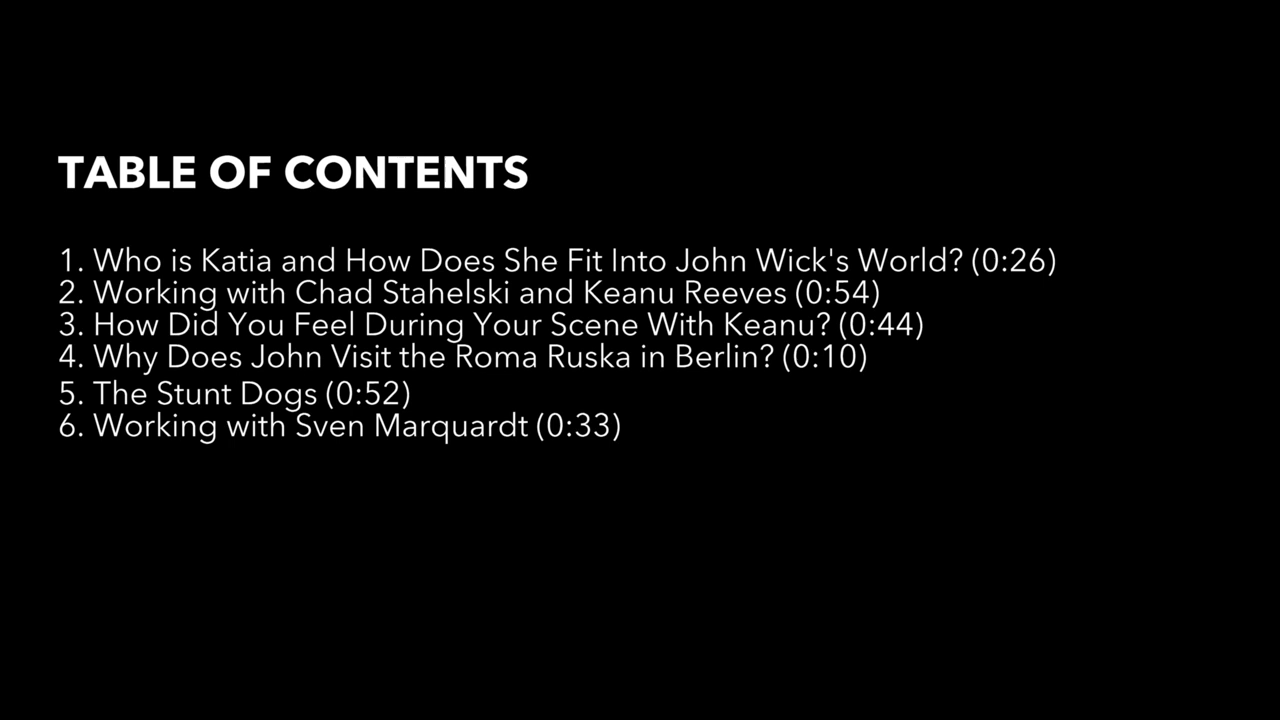 TABLE OF CONTENTS
1. Who is Katia and How Does She Fit Into John Wick's World? (0:26)
2. Working with Chad Stahelski and Keanu Reeves (0:54)
3. How Did You Feel During Your Scene With Keanu? (0:44)
4. Why Does John Visit the Roma Ruska in Berlin? (0:10)
5. The Stunt Dogs (0:52)
6. Working with Sven Marquardt (0:33)